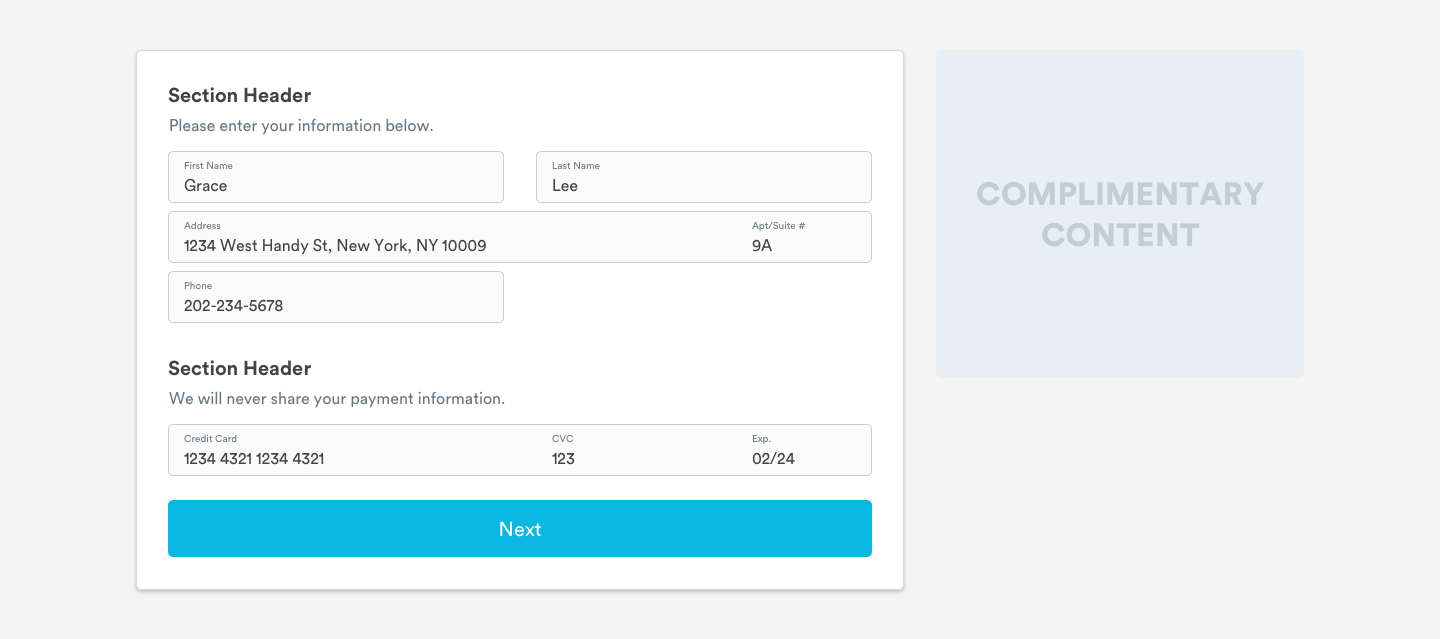 Section Header
Please enter your information below.
First Name
Grace
Last Name
Lee
Address
1234 West Handy St, New York, NY 10009
Apt/Suite #
9A
Phone
202-234-5678
Section Header
We will never share your payment information.
Credit Card
1234 4321 1234 4321
CVC
123
Exp.
02/24
Next
COMPLIMENTARY
CONTENT